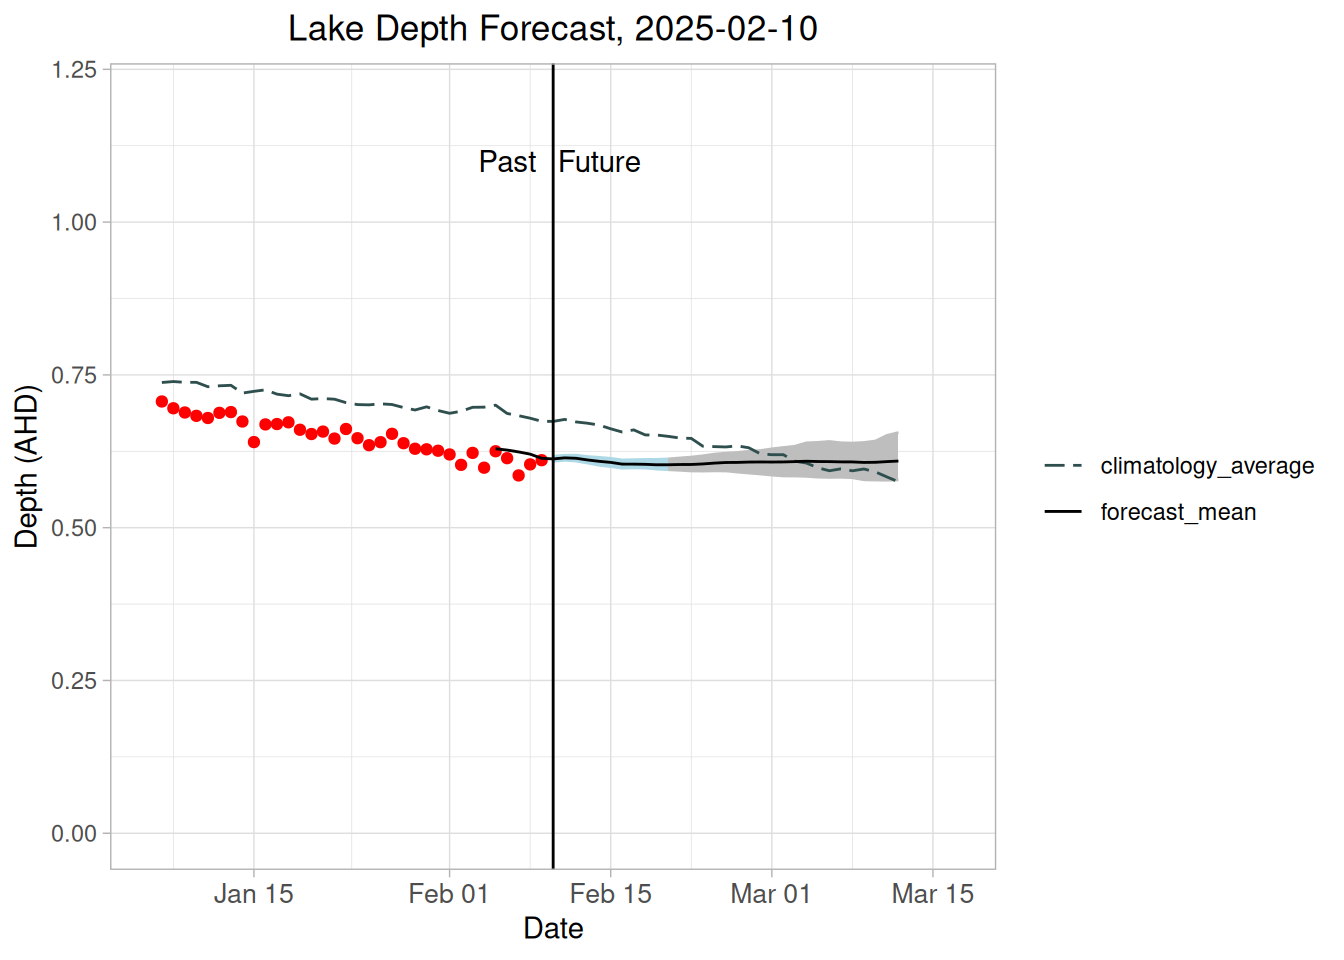 Lake Depth Forecast, 2025-02-10
1.25
1.00
0.75
0.50
0.25
0.00
Depth (AHD)
Past
Future
Jan 15
Feb 01
Feb 15
Mar 01
Mar 15
Date
climatology_average
forecast_mean